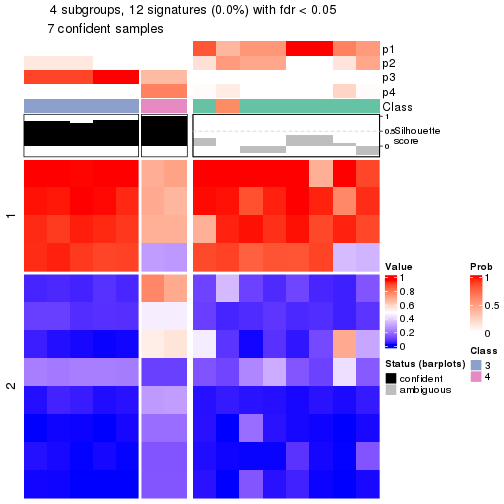 4 subgroups, 12 signatures (0.0%) with fdr < 0.05
7 confident samples
p1
p2
p3
p4
Class
1
0.5
0
Silhouette
score
1
2
Value
1
0.8
0.6
0.4
0.2
0
Prob
1
0.5
0
Status (barplots)
confident
ambiguous
Class
3
4